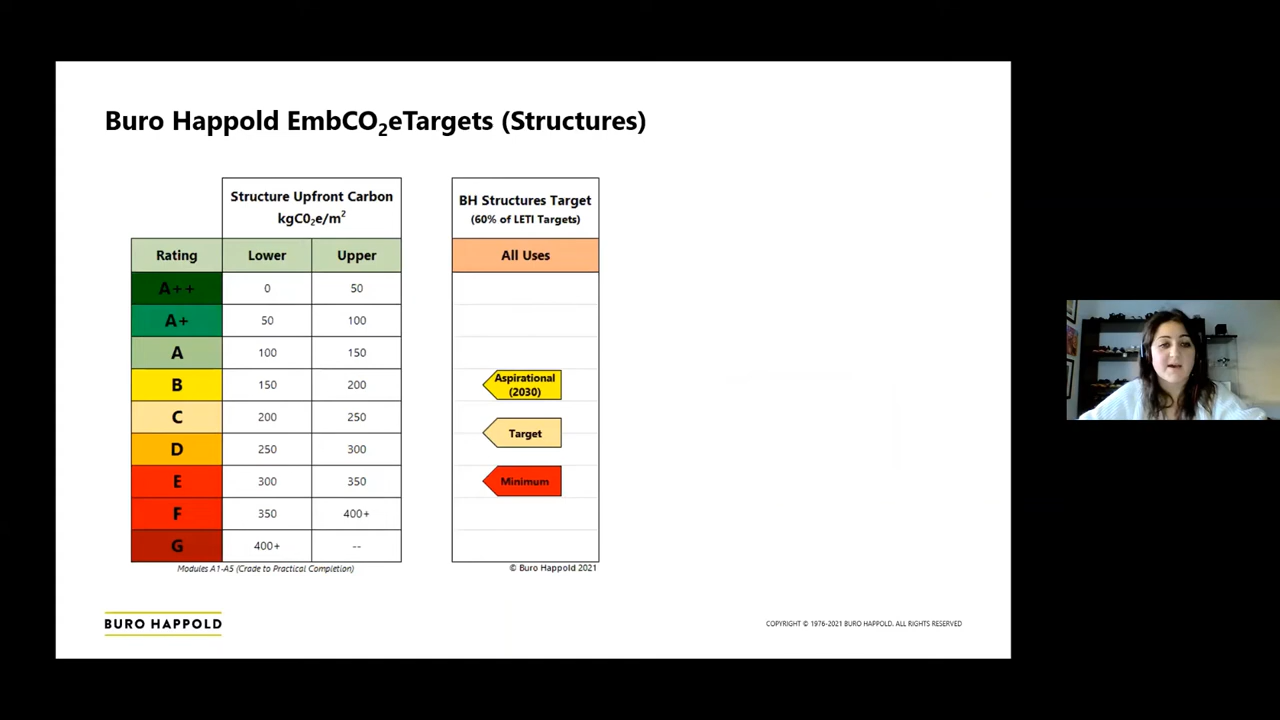 Buro Happold EmbCO₂eTargets (Structures)
Structure Upfront Carbon
kgC0₂e/m²
Rating Lower Upper
A++ 0 50
A+ 50 100
A 100 150
B 150 200
C 200 250
D 250 300
E 300 350
F 350 400+
G 400+ --
Modules A1-A5 (Crade to Practical Completion)
BH Structures Target
(60% of LETI Targets)
All Uses
Aspirational
(2030)
Target
Minimum
© Buro Happold 2021
BURO HAPPOLD
COPYRIGHT © 1976-2021 BURO HAPPOLD. ALL RIGHTS RESERVED